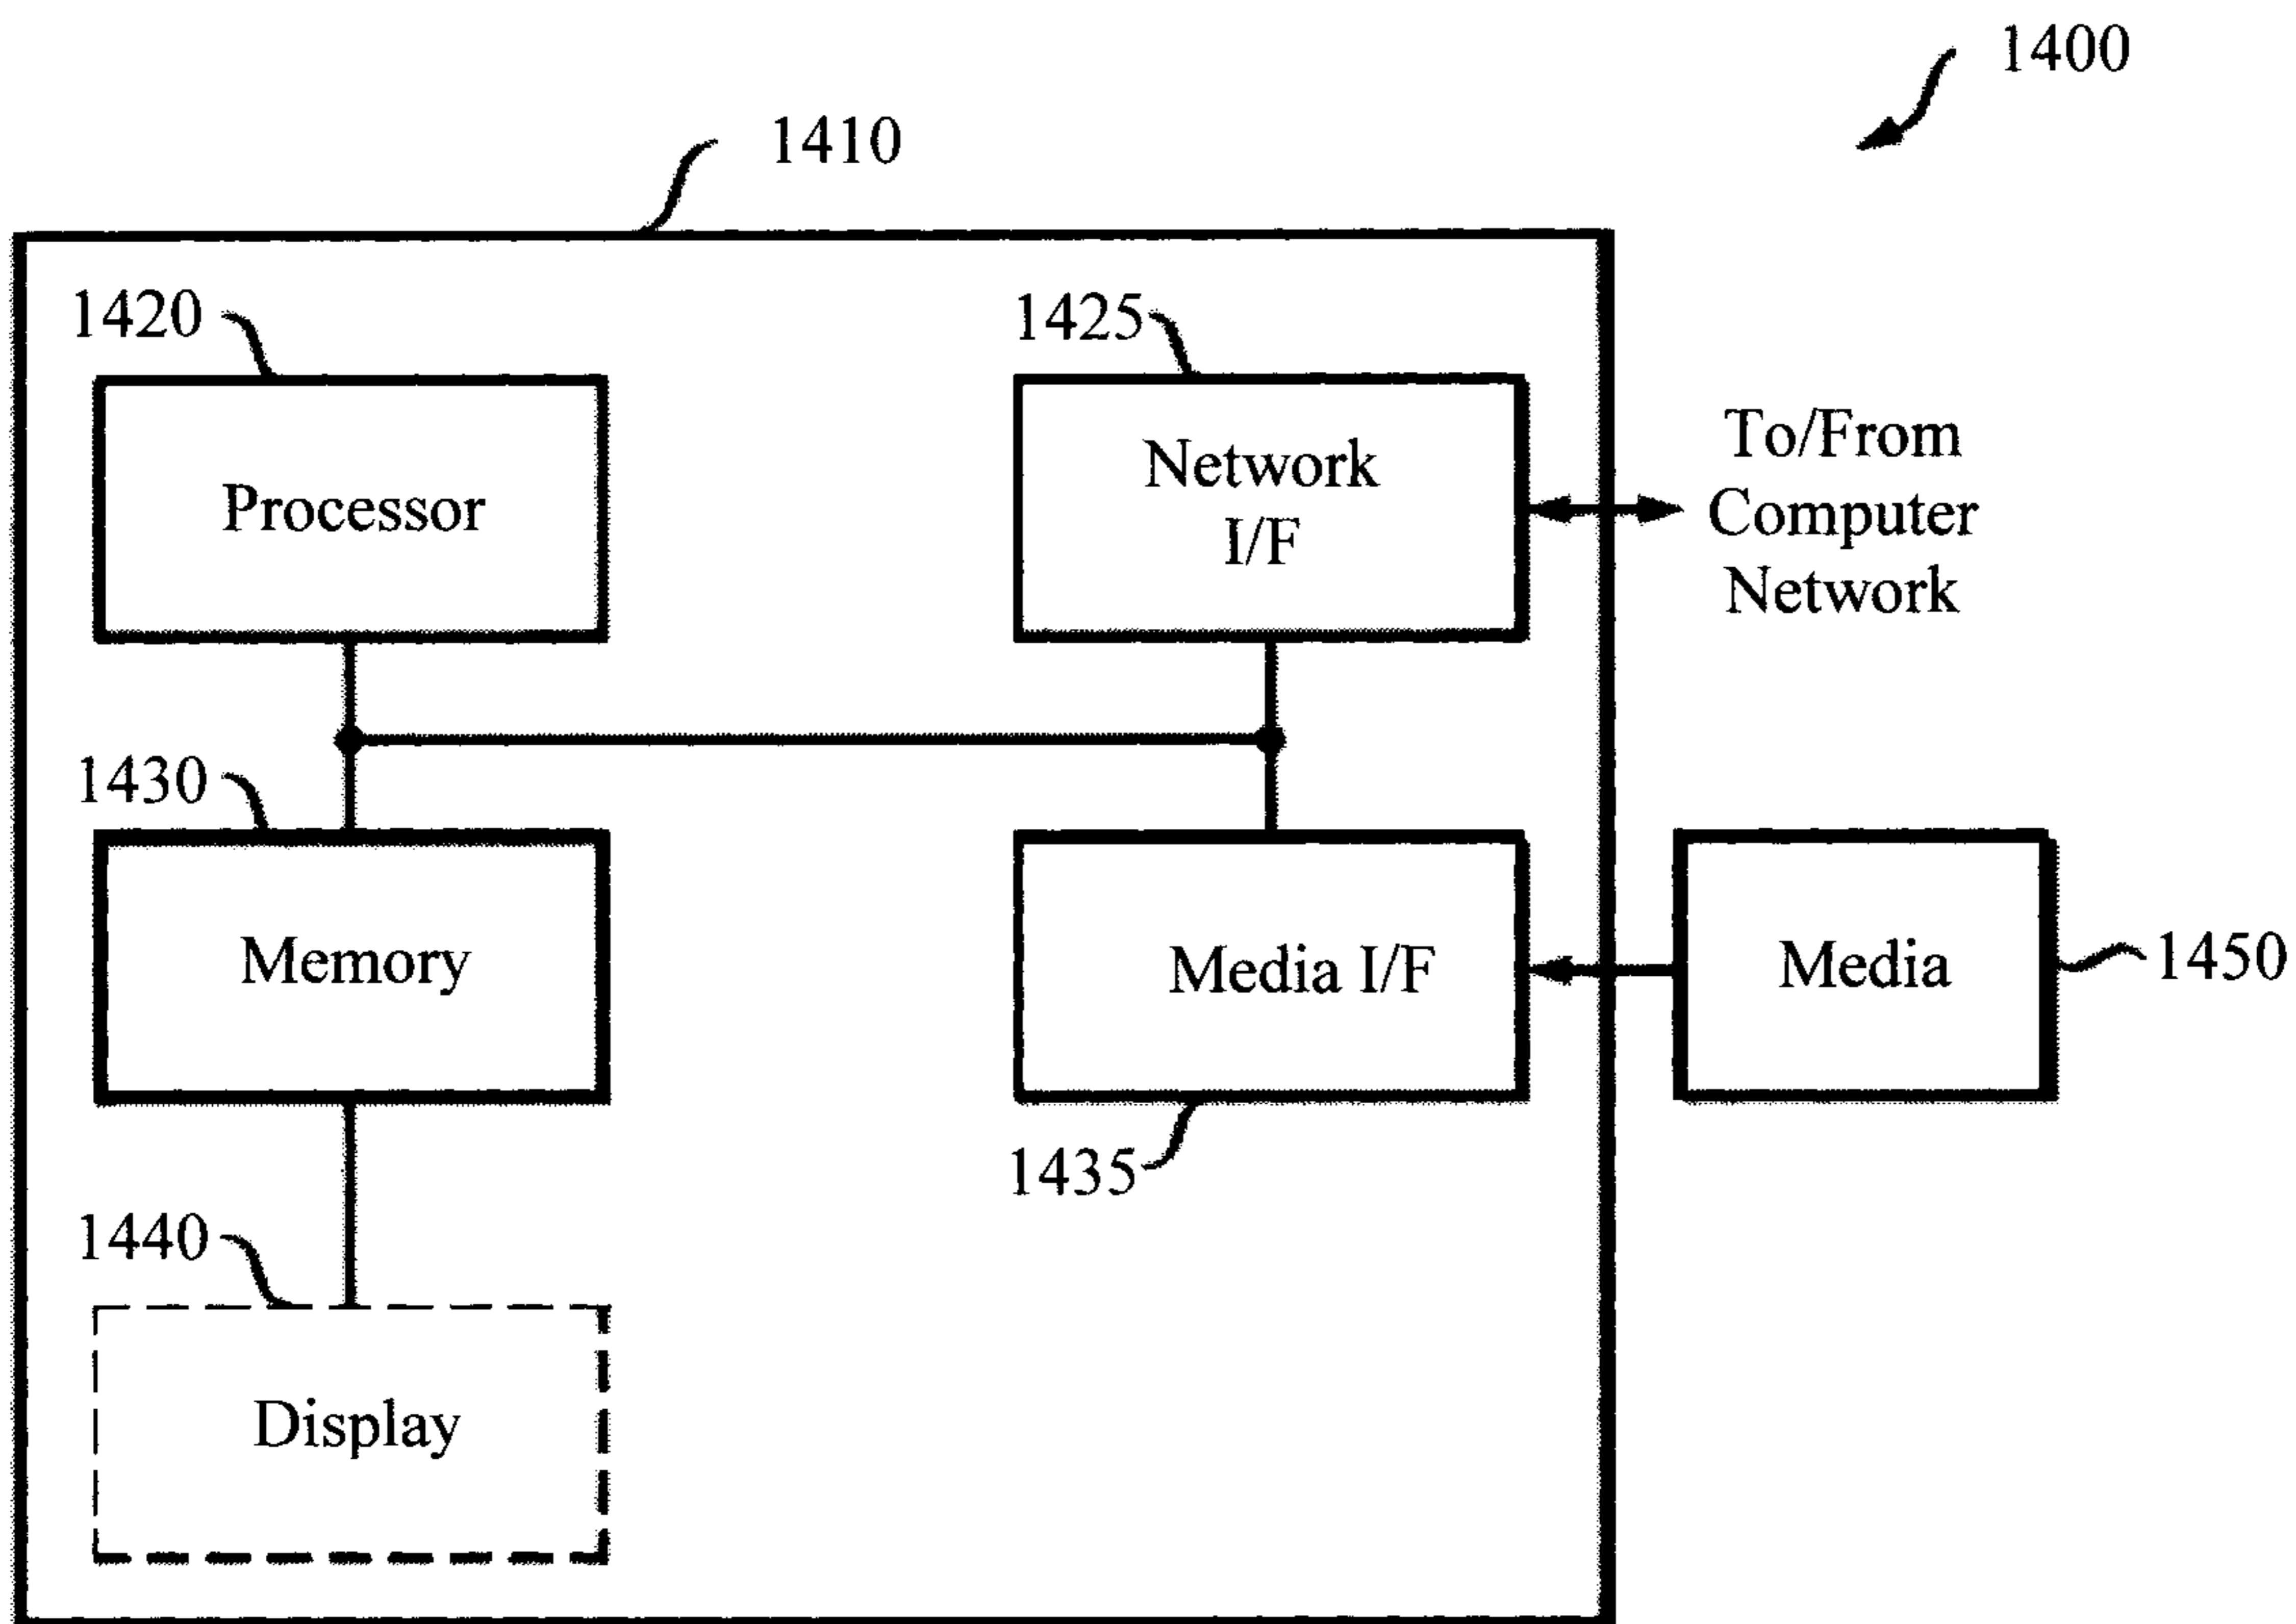 1400
1410
1420
1425
Processor
Network
I/F
To/From
Computer
Network
1430
Memory
Media I/F
Media
1450
1435
1440
Display